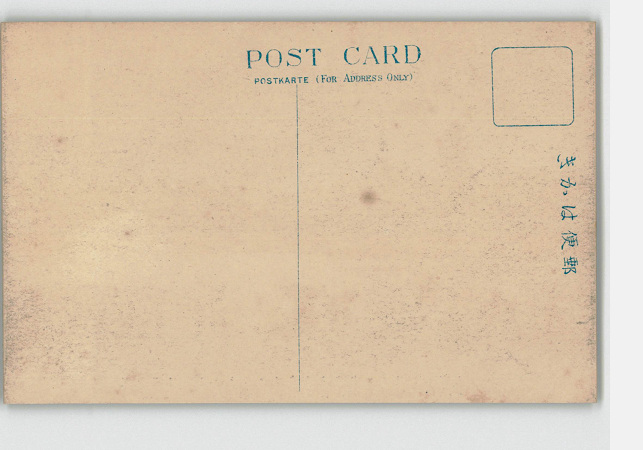 POST CARD
POSTKARTE (FOR ADDRESS ONLY)
きかは便郵